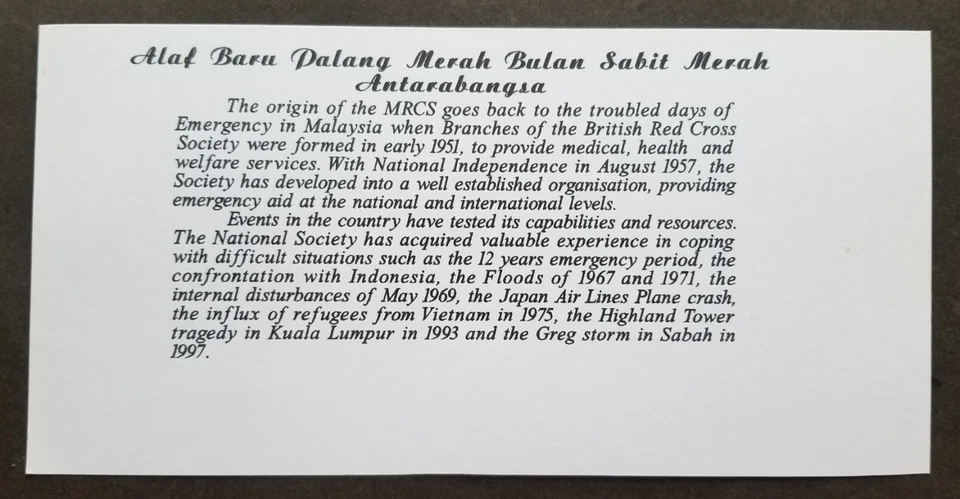 Alaf Baru Palang Merah Bulan Sabit Merah
Antarabangsa
The origin of the MRCS goes back to the troubled days of
Emergency in Malaysia when Branches of the British Red Cross
Society were formed in early 1951, to provide medical, health and
welfare services. With National Independence in August 1957, the
Society has developed into a well established organisation, providing
emergency aid at the national and international levels.
Events in the country have tested its capabilities and resources.
The National Society has acquired valuable experience in coping
with difficult situations such as the 12 years emergency period, the
confrontation with Indonesia, the Floods of 1967 and 1971, the
internal disturbances of May 1969, the Japan Air Lines Plane crash,
the influx of refugees from Vietnam in 1975, the Highland Tower
tragedy in Kuala Lumpur in 1993 and the Greg storm in Sabah in
1997.